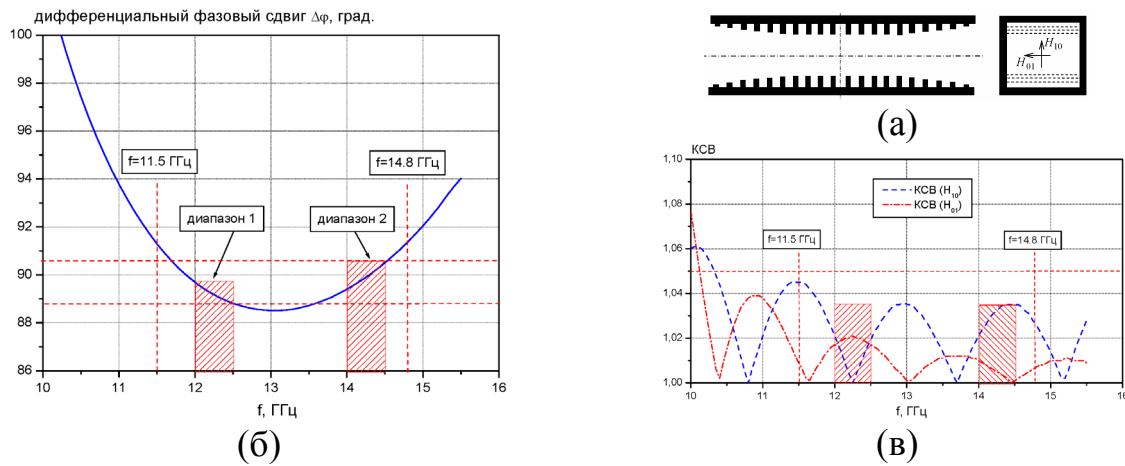 дифференциальный фазовый сдвиг Δφ, град.
100
98
96
94
92
90
88
86
f=11.5 ГГц
f=14.8 ГГц
диапазон 1
диапазон 2
10 11 12 13 14 15 16
f, ГГц
(б)
H10
H01
(а)
КСВ
1,10
1,08
1,06
1,04
1,02
1,00
КСВ (H10)
КСВ (H01)
f=11.5 ГГц
f=14.8 ГГц
10 11 12 13 14 15 16
f, ГГц
(в)